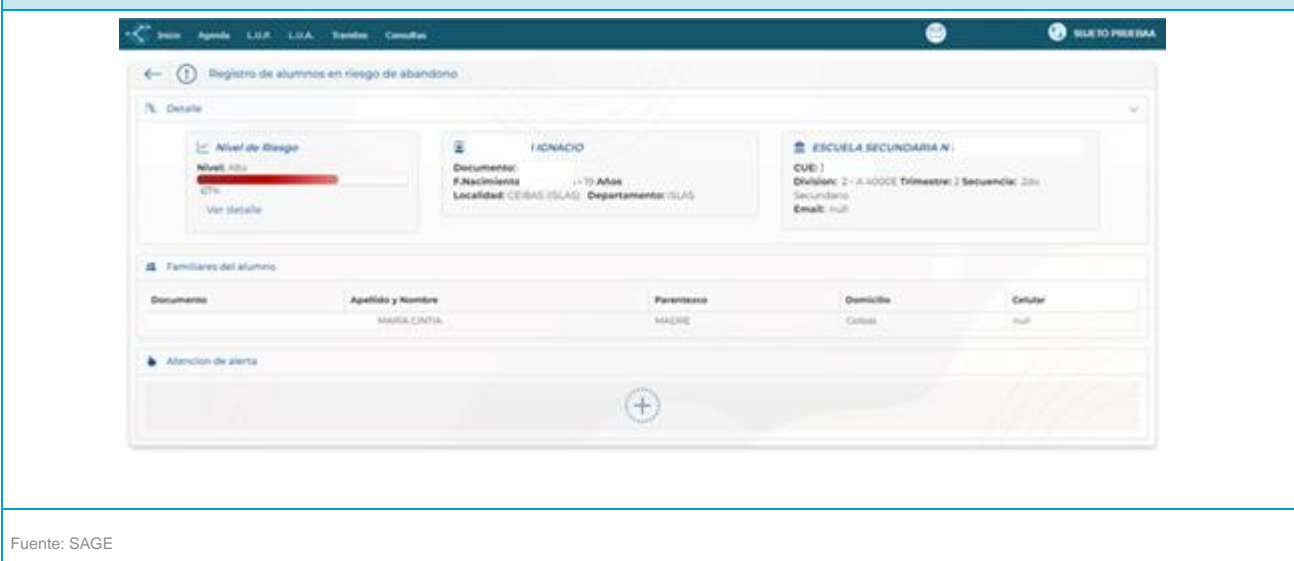 Inicio Agenda L.U.P. L.U.A. Tramites Consultas SUJETO PRUEBAA
Registro de alumnos en riesgo de abandono
Detalle
Nivel de Riesgo
Nivel: Alto
67%
Ver detalle
IGNACIO
Documento:
F.Nacimiento - 19 Años
Localidad: CEIBAS (ISLAS) Departamento: ISLAS
ESCUELA SECUNDARIA N
CUE:
Division: 2 - A Trimestre: 2 Secuencia: 2do
Secundario
Email: null
Familiares del alumno
Documento Apellido y Nombre Parentesco Domicilio Celular
MARIA CINTIA MADRE Ceibas null
Atencion de alerta
Fuente: SAGE